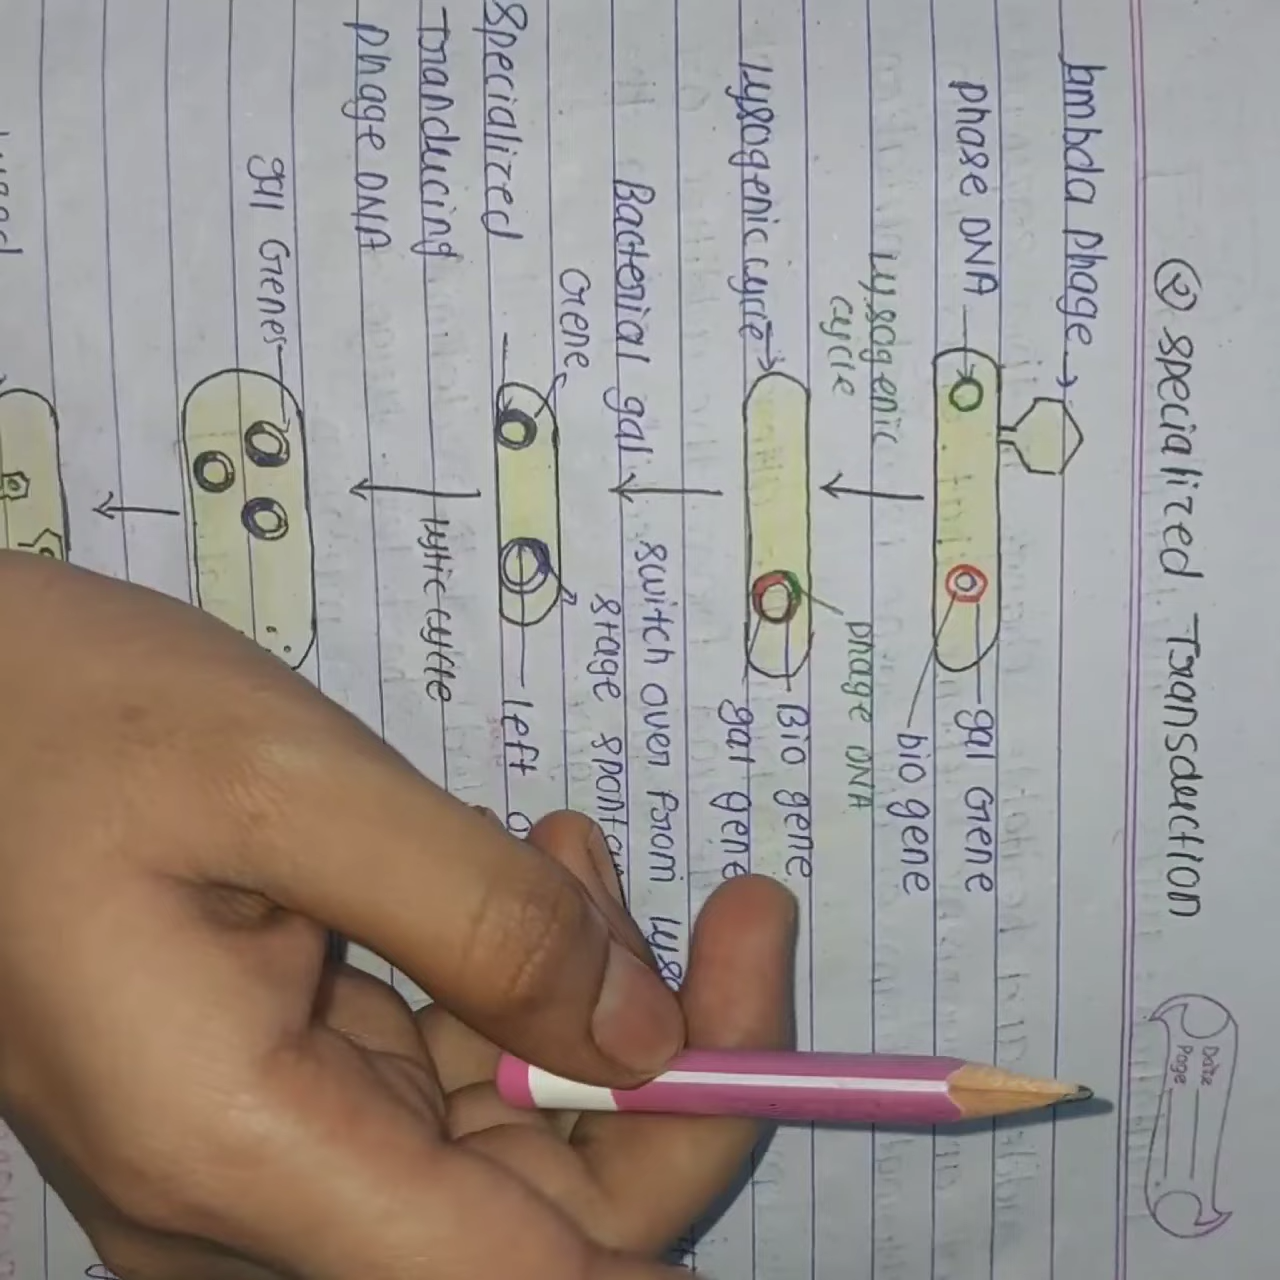 ② specialized Transduction
Date
Page
lambda phage
phase DNA
gal Gene
bio gene
lysogenic
cycle
phage DNA
Lysogenic cycle
Bio gene
gal gene
switch over from
Bacterial gal
stage
Gene
specialized
left
Transducing
lytic cycle
phage DNA
gal Genes